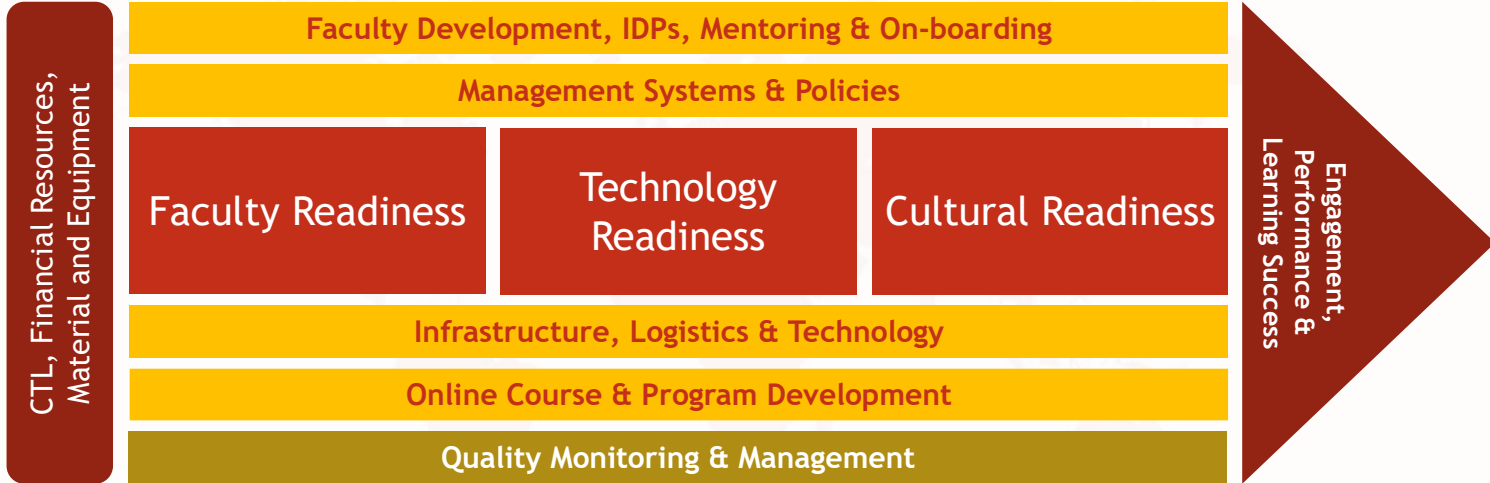 CTL, Financial Resources,
Material and Equipment
Faculty Development, IDPs, Mentoring & On-boarding
Management Systems & Policies
Faculty Readiness
Technology
Readiness
Cultural Readiness
Infrastructure, Logistics & Technology
Online Course & Program Development
Quality Monitoring & Management
Engagement,
Performance &
Learning Success